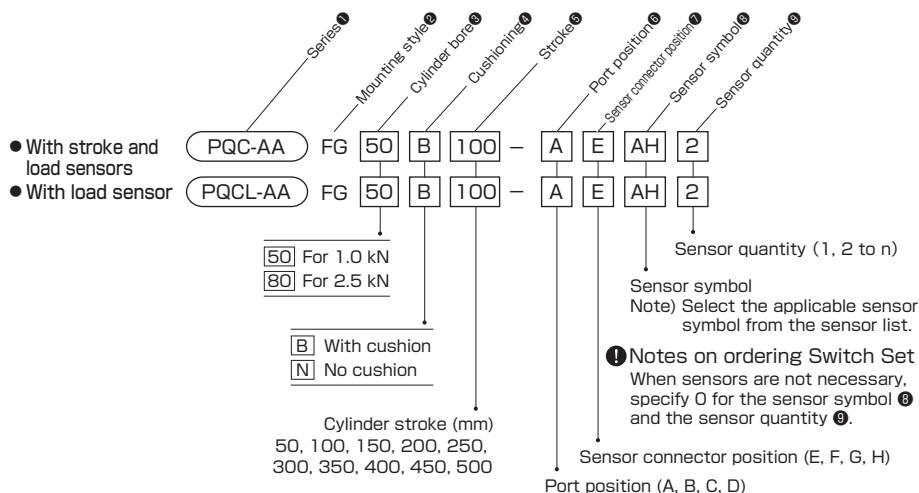 Series❶
Mounting style❷
Cylinder bore❸
Cushioning❹
Stroke❺
Port position❻
Sensor connector position❼
Sensor symbol❽
Sensor quantity❾
● With stroke and
load sensors
PQC-AA FG 50 B 100 – A E AH 2
● With load sensor PQCL-AA FG 50 B 100 – A E AH 2
50 For 1.0 kN
80 For 2.5 kN
B With cushion
N No cushion
Cylinder stroke (mm)
50, 100, 150, 200, 250,
300, 350, 400, 450, 500
Sensor quantity (1, 2 to n)
Sensor symbol
Note) Select the applicable sensor
symbol from the sensor list.
! Notes on ordering Switch Set
When sensors are not necessary,
specify 0 for the sensor symbol ❽
and the sensor quantity ❾.
Sensor connector position (E, F, G, H)
Port position (A, B, C, D)